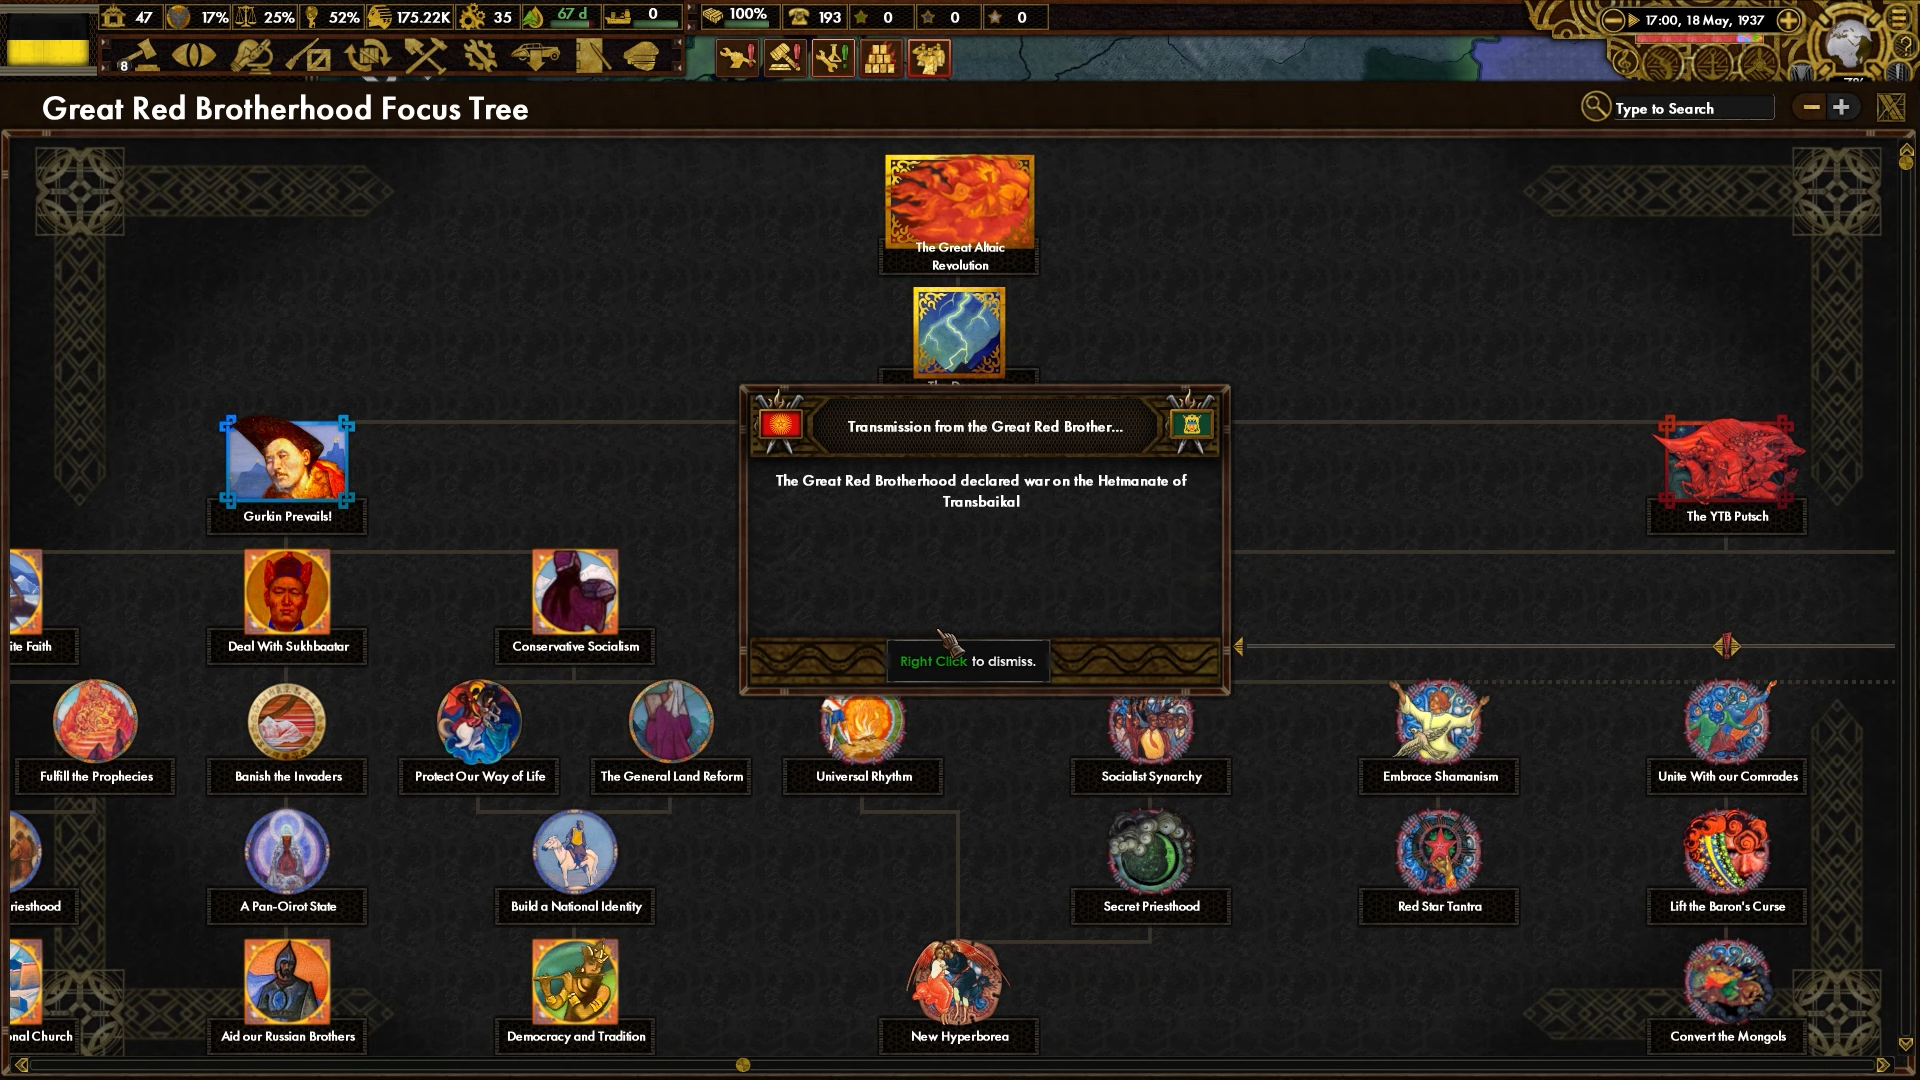 47
17%
25%
52%
175.22K
35
67 d
0
100%
193
0
0
0
17:00, 18 May, 1937
8
Great Red Brotherhood Focus Tree
Type to Search
The Great Altaic
Revolution
Transmission from the Great Red Brother...
The Great Red Brotherhood declared war on the Hetmanate of
Transbaikal
Right Click to dismiss.
Gurkin Prevails!
The YTB Putsch
ite Faith
Deal With Sukhbaatar
Conservative Socialism
Fulfill the Prophecies
Banish the Invaders
Protect Our Way of Life
The General Land Reform
Universal Rhythm
Socialist Synarchy
Embrace Shamanism
Unite With our Comrades
riesthood
A Pan-Oirot State
Build a National Identity
Secret Priesthood
Red Star Tantra
Lift the Baron's Curse
onal Church
Aid our Russian Brothers
Democracy and Tradition
New Hyperborea
Convert the Mongols